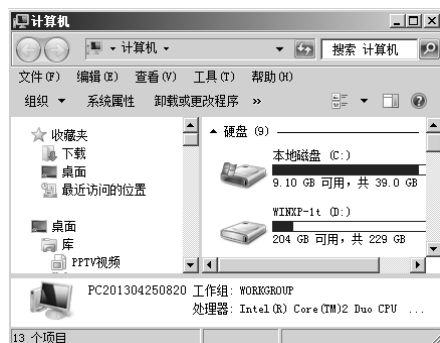 计算机
计算机
搜索 计算机
文件(F) 编辑(E) 查看(V) 工具(T) 帮助(H)
组织 系统属性 卸载或更改程序 »
收藏夹
下载
桌面
最近访问的位置
桌面
库
PPTV视频
硬盘 (9)
本地磁盘 (C:)
9.10 GB 可用，共 39.0 GB
WINXP-1t (D:)
204 GB 可用，共 229 GB
PC201304250820 工作组: WORKGROUP
处理器: Intel(R) Core(TM)2 Duo CPU ...
13 个项目